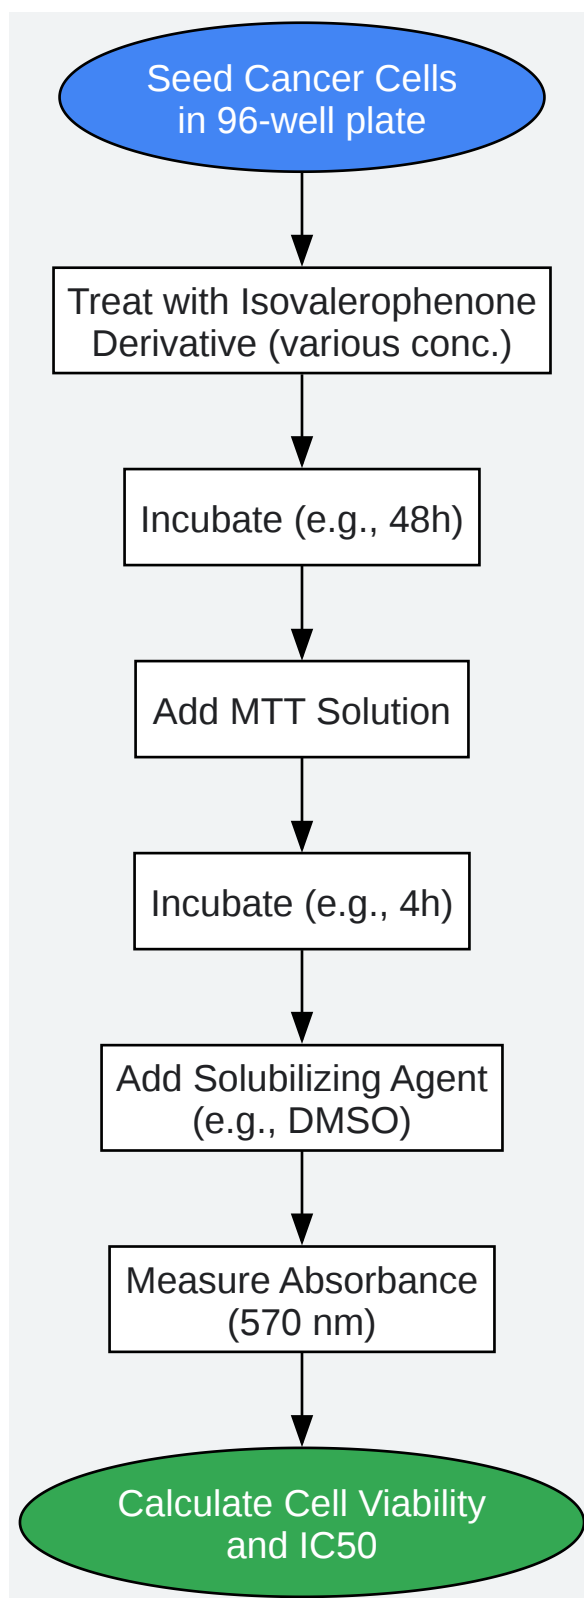 Seed Cancer Cells
in 96-well plate
Treat with Isovalerophenone
Derivative (various conc.)
Incubate (e.g., 48h)
Add MTT Solution
Incubate (e.g., 4h)
Add Solubilizing Agent
(e.g., DMSO)
Measure Absorbance
(570 nm)
Calculate Cell Viability
and IC50